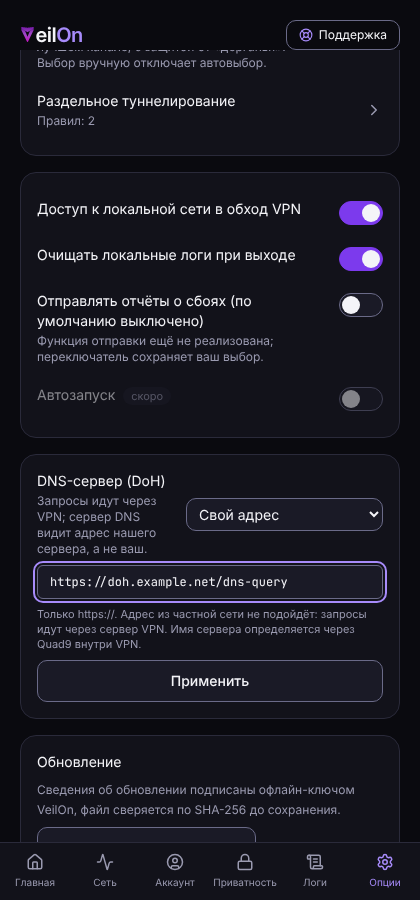 VeilOn
Поддержка
Выбор вручную отключает автовыбор.
Раздельное туннелирование
Правил: 2
Доступ к локальной сети в обход VPN
Очищать локальные логи при выходе
Отправлять отчёты о сбоях (по
умолчанию выключено)
Функция отправки ещё не реализована;
переключатель сохраняет ваш выбор.
Автозапуск скоро
DNS-сервер (DoH)
Запросы идут через
VPN; сервер DNS
видит адрес нашего
сервера, а не ваш.
Свой адрес
https://doh.example.net/dns-query
Только https://. Адрес из частной сети не подойдёт: запросы
идут через сервер VPN. Имя сервера определяется через
Quad9 внутри VPN.
Применить
Обновление
Сведения об обновлении подписаны офлайн-ключом
VeilOn, файл сверяется по SHA-256 до сохранения.
Главная Сеть Аккаунт Приватность Логи Опции